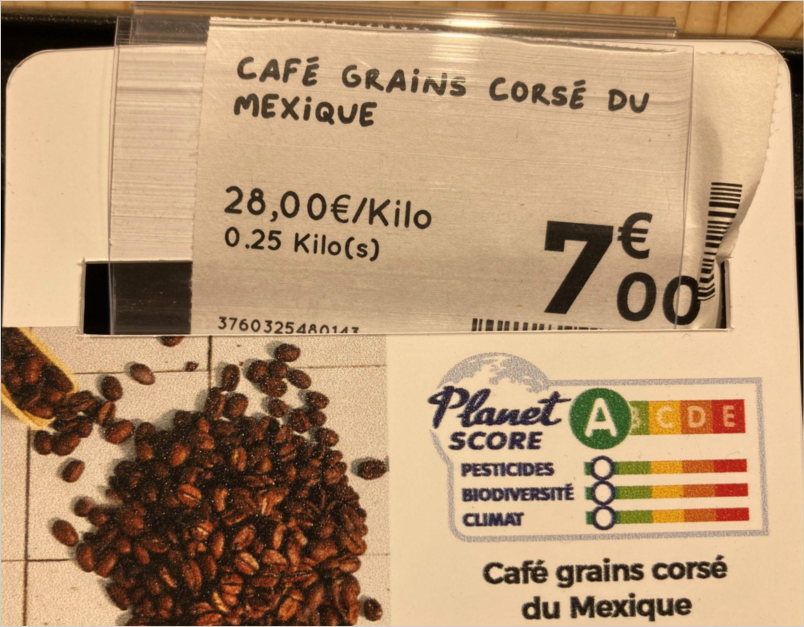 CAFÉ GRAiNS CORSÉ DU
MEXiQUE
28,00€/Kilo
0.25 Kilo(s)
7€00
3760325480143
Planet
SCORE
A B C D E
PESTICIDES
BIODIVERSITÉ
CLIMAT
Café grains corsé
du Mexique